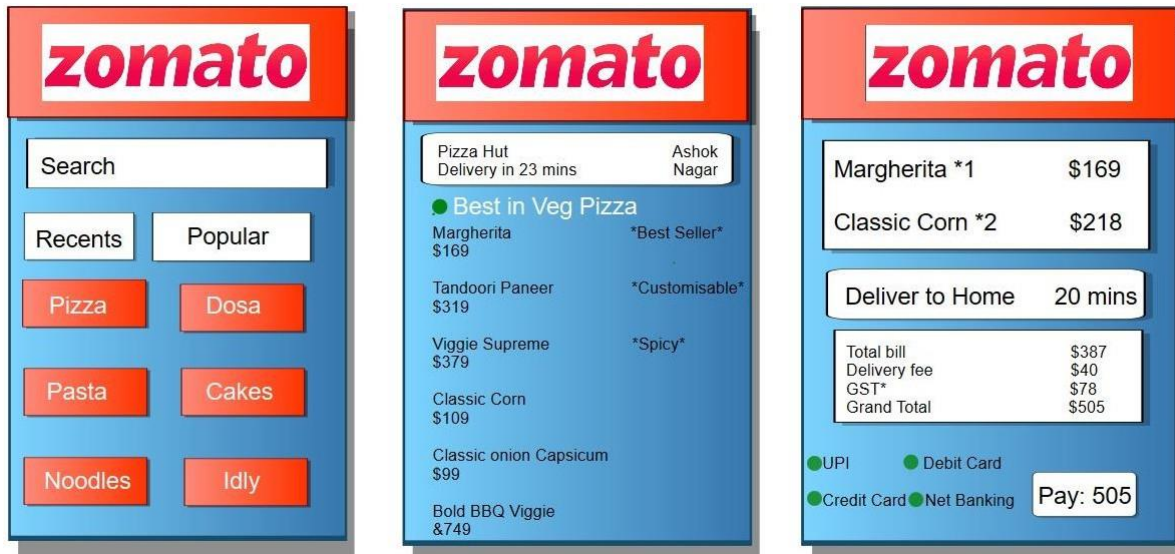 zomato
Search
Recents Popular
Pizza Dosa
Pasta Cakes
Noodles Idly
zomato
Pizza Hut Ashok
Delivery in 23 mins Nagar
Best in Veg Pizza
Margherita *Best Seller*
$169
Tandoori Paneer *Customisable*
$319
Viggie Supreme *Spicy*
$379
Classic Corn
$109
Classic onion Capsicum
$99
Bold BBQ Viggie
&749
zomato
Margherita *1 $169
Classic Corn *2 $218
Deliver to Home 20 mins
Total bill $387
Delivery fee $40
GST* $78
Grand Total $505
UPI Debit Card
Credit Card Net Banking Pay: 505